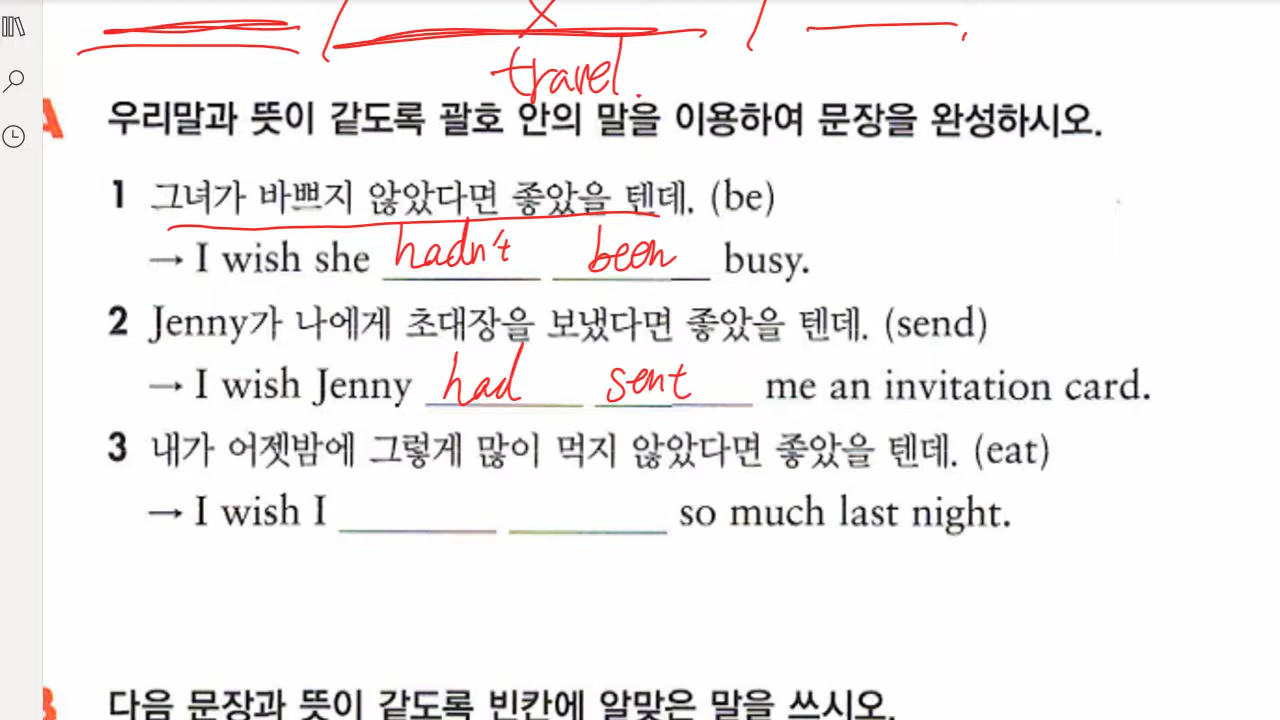 travel.
A 우리말과 뜻이 같도록 괄호 안의 말을 이용하여 문장을 완성하시오.
1 그녀가 바쁘지 않았다면 좋았을 텐데. (be)
→ I wish she hadn't been busy.
2 Jenny가 나에게 초대장을 보냈다면 좋았을 텐데. (send)
→ I wish Jenny had sent me an invitation card.
3 내가 어젯밤에 그렇게 많이 먹지 않았다면 좋았을 텐데. (eat)
→ I wish I ______ ______ so much last night.
B 다음 문장과 뜻이 같도록 빈칸에 알맞은 말을 쓰시오.